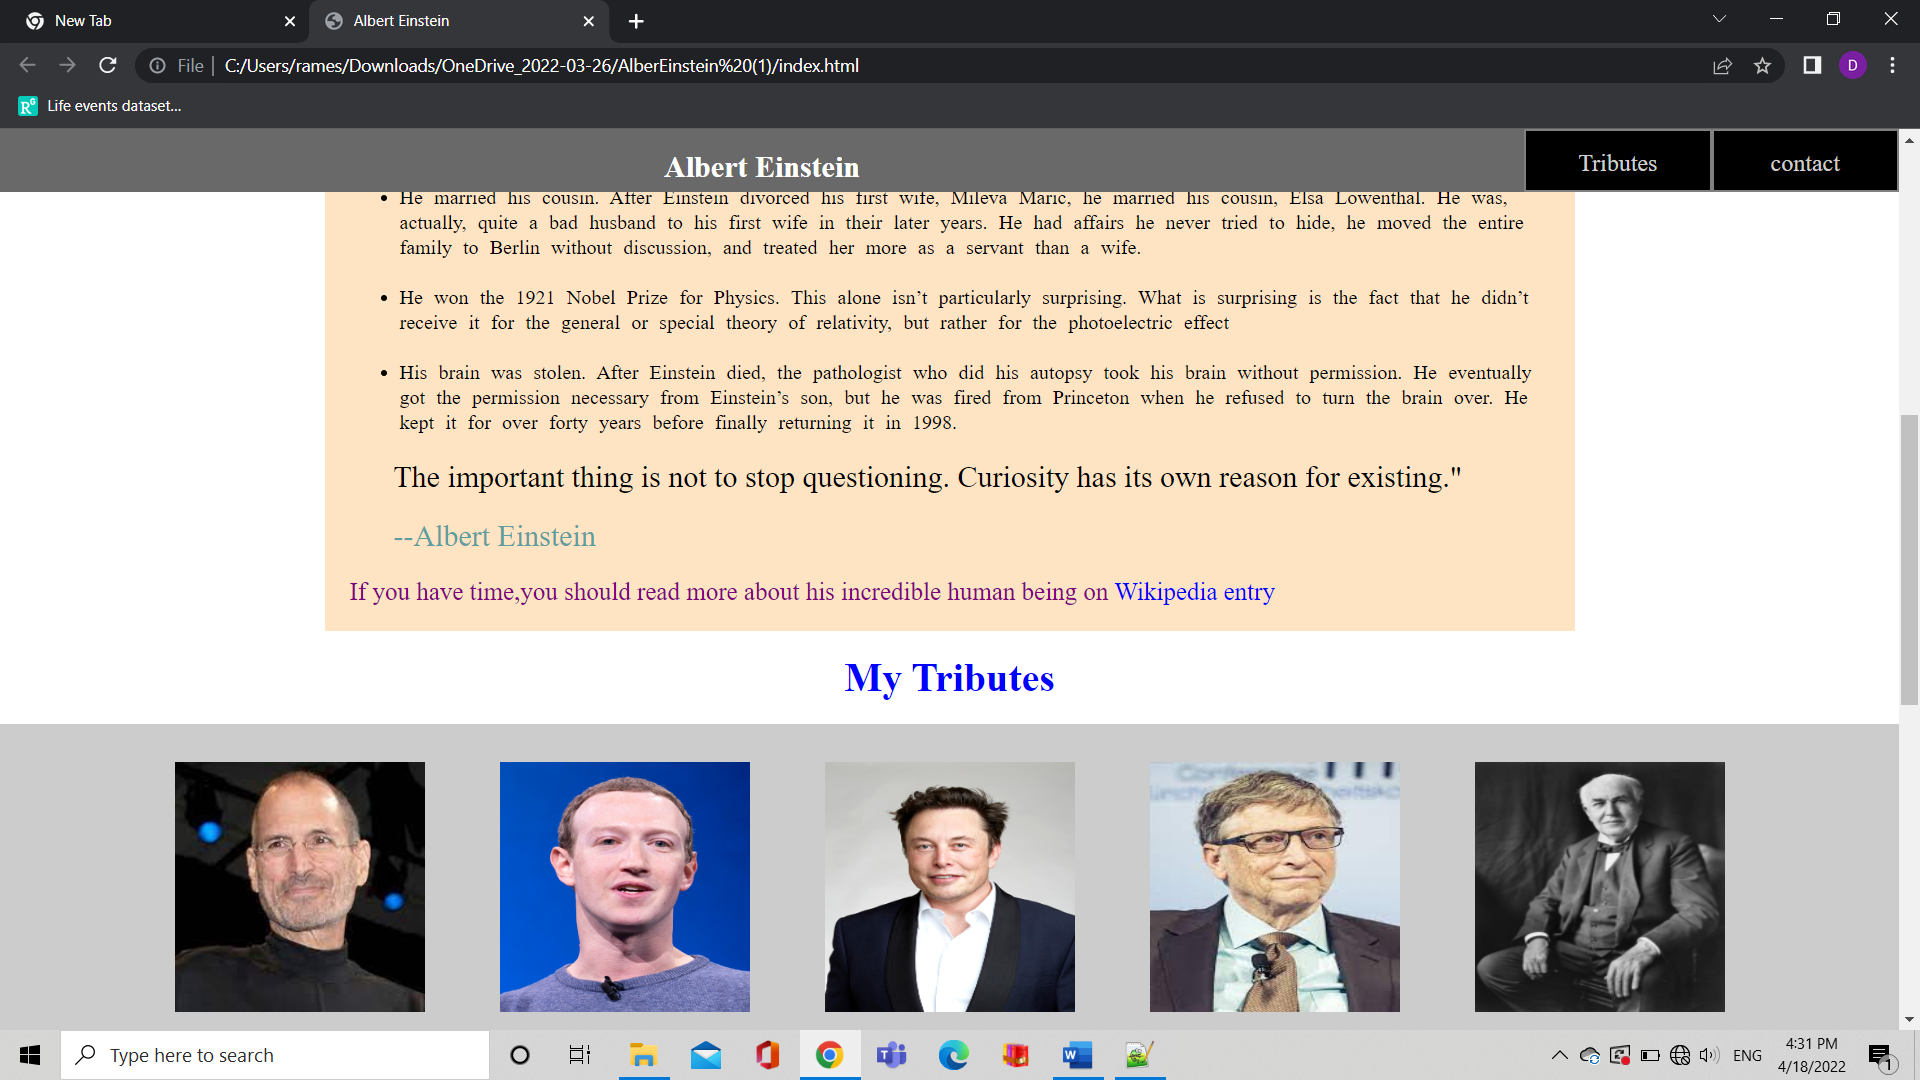 New Tab
Albert Einstein
File
C:/Users/rames/Downloads/OneDrive_2022-03-26/AlberEinstein%20(1)/index.html
D
RG Life events dataset...
Albert Einstein
Tributes
contact
• He married his cousin. After Einstein divorced his first wife, Mileva Maric, he married his cousin, Elsa Lowenthal. He was,
actually, quite a bad husband to his first wife in their later years. He had affairs he never tried to hide, he moved the entire
family to Berlin without discussion, and treated her more as a servant than a wife.
• He won the 1921 Nobel Prize for Physics. This alone isn’t particularly surprising. What is surprising is the fact that he didn’t
receive it for the general or special theory of relativity, but rather for the photoelectric effect
• His brain was stolen. After Einstein died, the pathologist who did his autopsy took his brain without permission. He eventually
got the permission necessary from Einstein’s son, but he was fired from Princeton when he refused to turn the brain over. He
kept it for over forty years before finally returning it in 1998.
The important thing is not to stop questioning. Curiosity has its own reason for existing."
--Albert Einstein
If you have time,you should read more about his incredible human being on Wikipedia entry
My Tributes
Type here to search
ENG
4:31 PM
4/18/2022
1